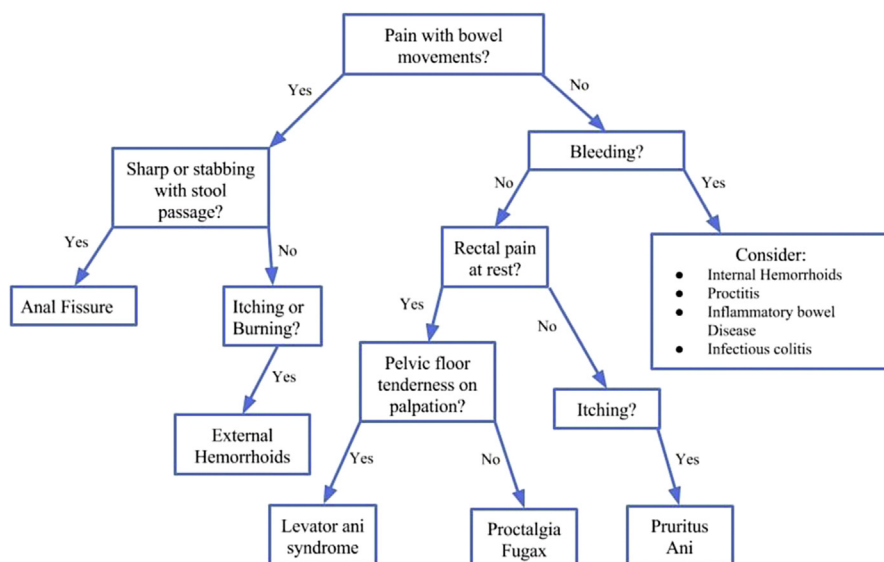 Pain with bowel
movements?
Yes
No
Sharp or stabbing
with stool
passage?
Bleeding?
No
Yes
Yes
No
Rectal pain
at rest?
Consider:
● Internal Hemorrhoids
● Proctitis
● Inflammatory bowel
Disease
● Infectious colitis
Anal Fissure
Itching or
Burning?
Yes
No
Yes
Pelvic floor
tenderness on
palpation?
Itching?
External
Hemorrhoids
Yes
No
Yes
Levator ani
syndrome
Proctalgia
Fugax
Pruritus
Ani